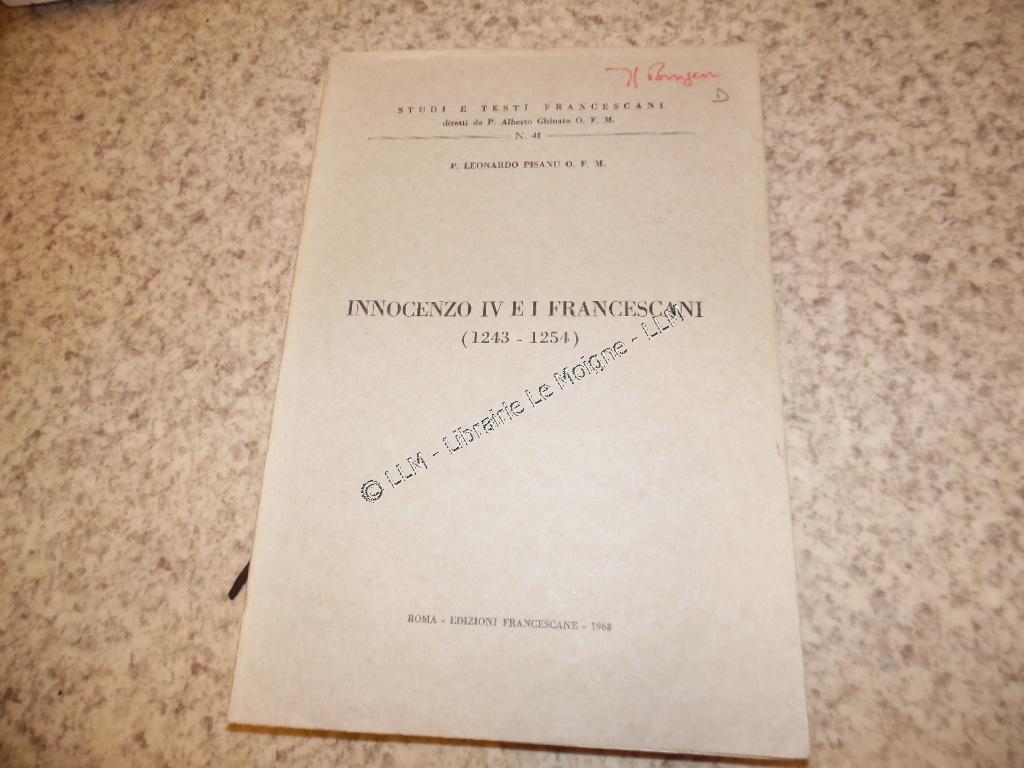 D
STUDI E TESTI FRANCESCANI
diretti da P. Alberto Ghinato O. F. M.
N. 41
P. LEONARDO PISANU O. F. M.
INNOCENZO IV E I FRANCESCANI
(1243 - 1254)
© LLM - Librairie Le Moigne - LLM
ROMA - EDIZIONI FRANCESCANE - 1968